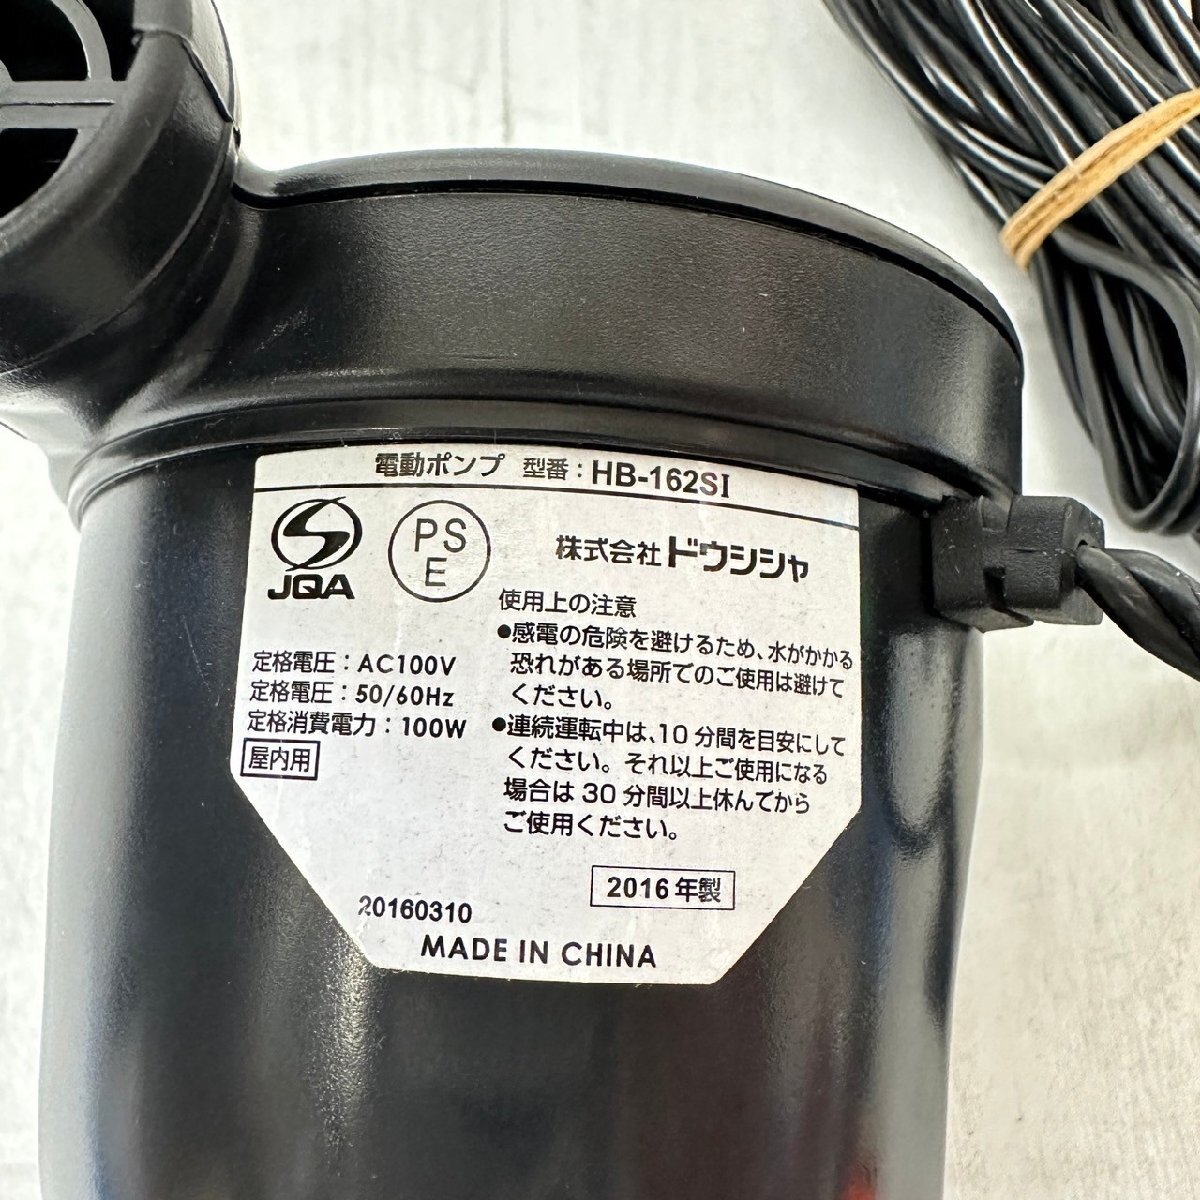 電動ポンプ 型番：HB-162SI
JQA
PS
E
株式会社ドウシシャ
定格電圧：AC100V
定格電圧：50/60Hz
定格消費電力：100W
屋内用
使用上の注意
●感電の危険を避けるため、水がかかる
恐れがある場所でのご使用は避けて
ください。
●連続運転中は、10分間を目安にして
ください。それ以上ご使用になる
場合は30分間以上休んでから
ご使用ください。
2016年製
20160310
MADE IN CHINA